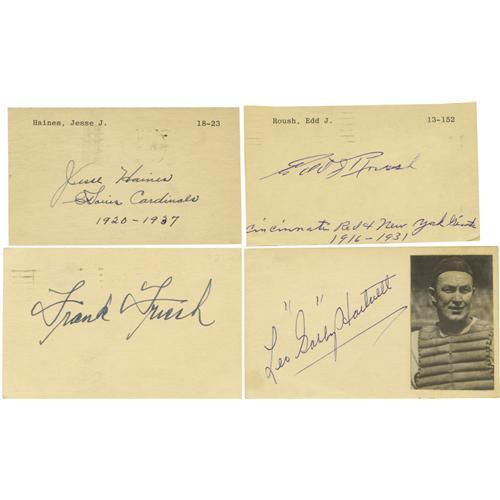 Haines, Jesse J. 18-23
Jesse Haines
St Louis Cardinals
1920-1937
Roush, Edd J. 13-152
Edd J Roush
Cincinnati Reds & New York Giants
1916-1931
Frank Frisch
Leo "Gabby" Hartnett